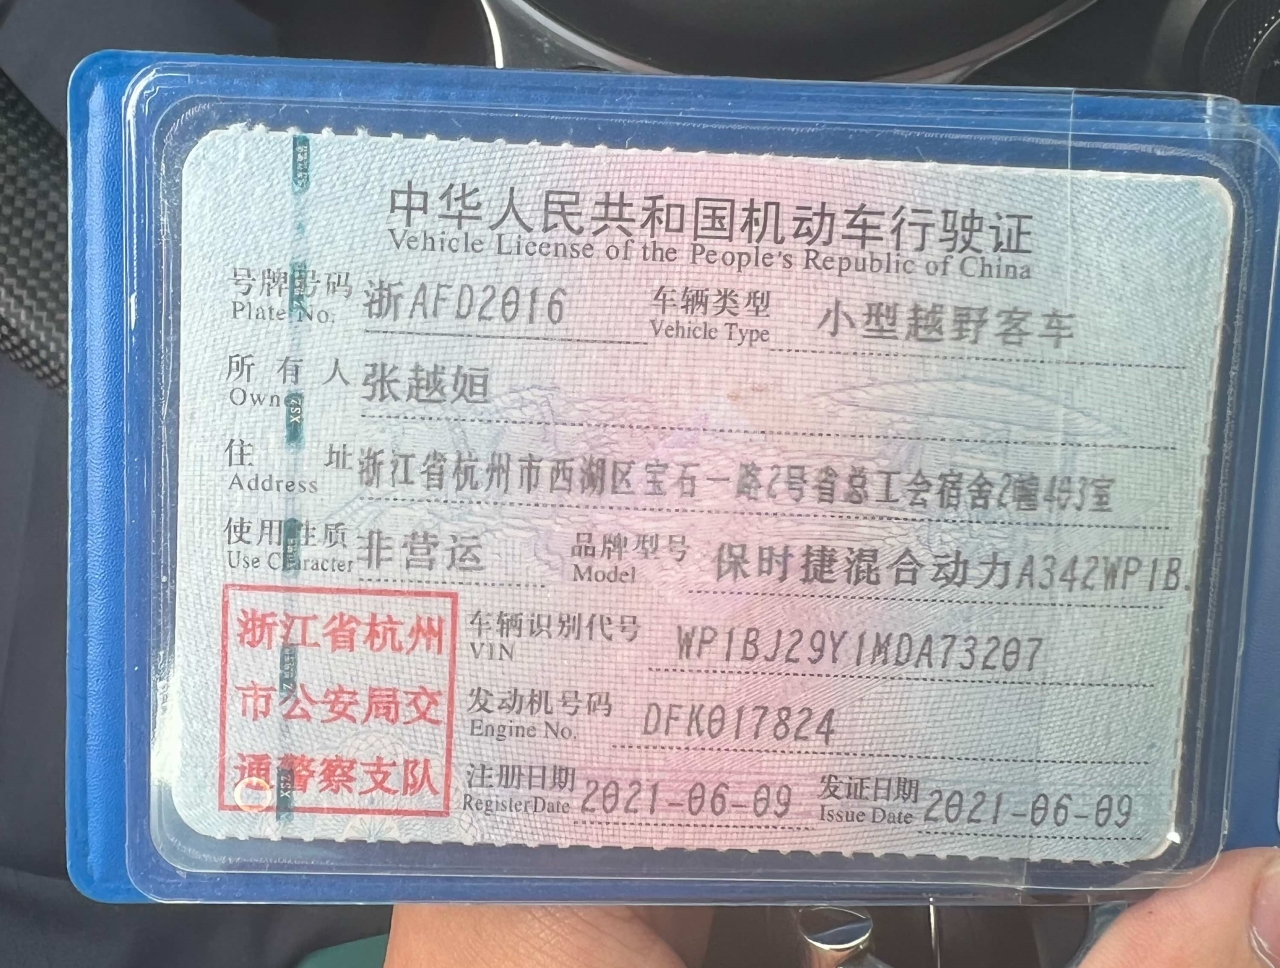 中华人民共和国机动车行驶证
Vehicle License of the People's Republic of China
号牌号码 浙AFD2016 车辆类型 小型越野客车
Plate No. Vehicle Type
所有人 张越姮
Owner
住址 浙江省杭州市西湖区宝石一路2号省总工会宿舍2幢403室
Address
使用性质 非营运 品牌型号 保时捷混合动力A342WP1B.
Use Character Model
浙江省杭州
市公安局交
通警察支队
车辆识别代号 WP1BJ29Y1MDA73207
VIN
发动机号码 DFK017824
Engine No.
注册日期 2021-06-09 发证日期 2021-06-09
Register Date Issue Date